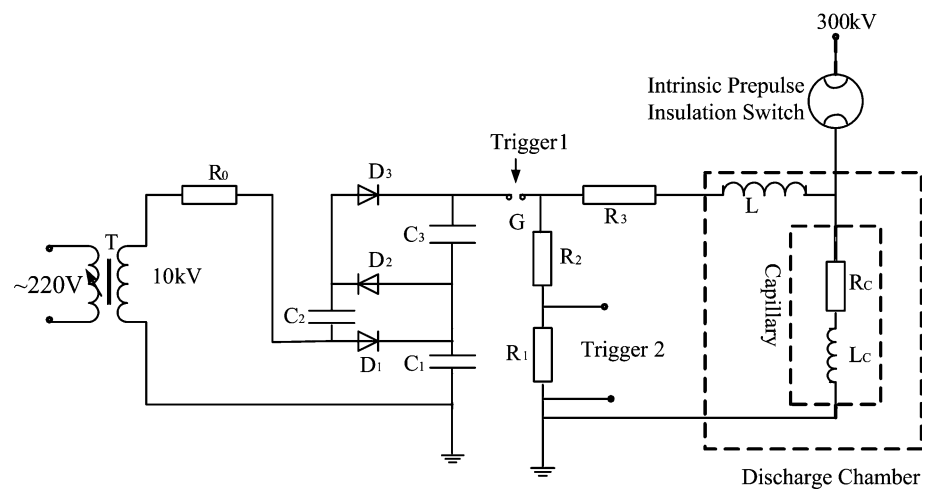 300kV
Intrinsic Prepulse
Insulation Switch
Trigger1
R0
D3
G
R3
L
C3
R2
T
~220V
10kV
D2
C2
Capillary
RC
D1
C1
R1
Trigger 2
LC
Discharge Chamber